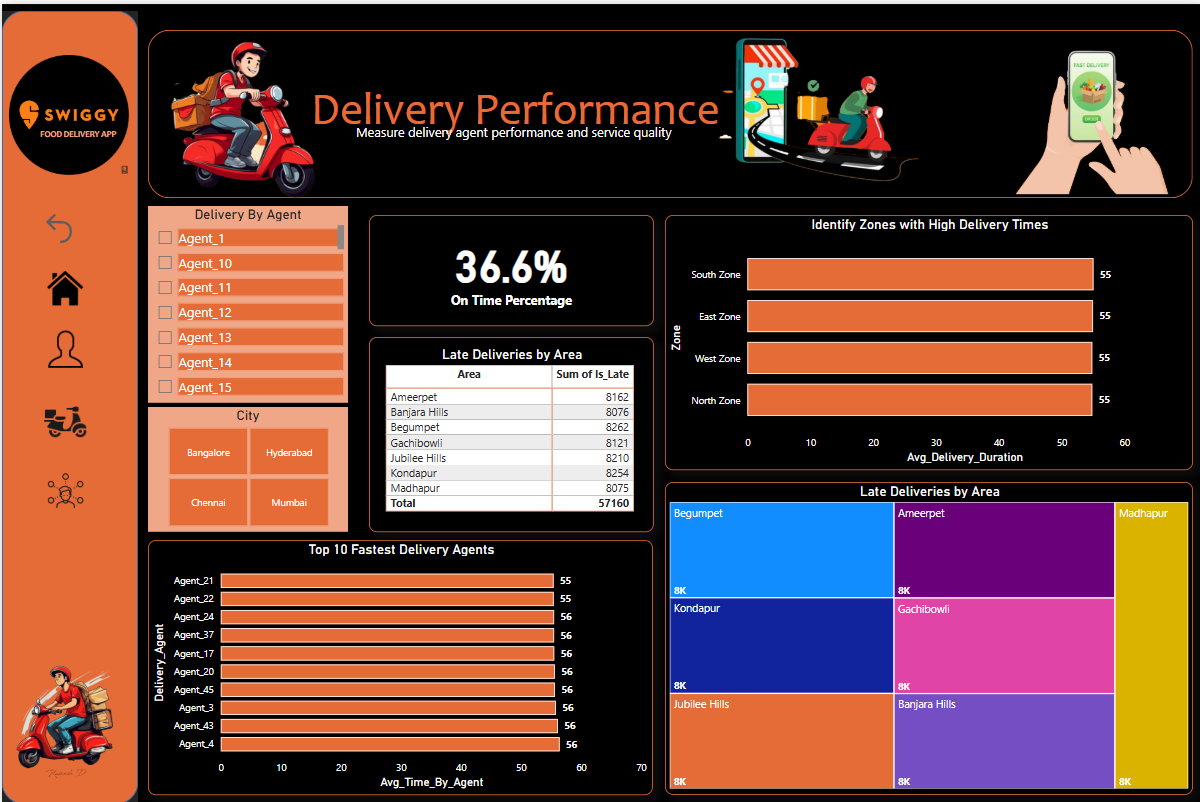 SWIGGY
FOOD DELIVERY APP
Delivery Performance
Measure delivery agent performance and service quality
FAST DELIVERY
Delivery By Agent
Agent_1
Agent_10
Agent_11
Agent_12
Agent_13
Agent_14
Agent_15
City
Bangalore Hyderabad
Chennai Mumbai
36.6%
On Time Percentage
Late Deliveries by Area
Area Sum of Is_Late
Ameerpet 8162
Banjara Hills 8076
Begumpet 8262
Gachibowli 8121
Jubilee Hills 8210
Kondapur 8254
Madhapur 8075
Total 57160
Identify Zones with High Delivery Times
Zone
South Zone 55
East Zone 55
West Zone 55
North Zone 55
0 10 20 30 40 50 60
Avg_Delivery_Duration
Top 10 Fastest Delivery Agents
Delivery_Agent
Agent_21 55
Agent_22 55
Agent_24 56
Agent_37 56
Agent_17 56
Agent_20 56
Agent_45 56
Agent_3 56
Agent_43 56
Agent_4 56
0 10 20 30 40 50 60 70
Avg_Time_By_Agent
Late Deliveries by Area
Begumpet
8K
Ameerpet
8K
Madhapur
8K
Kondapur
8K
Gachibowli
8K
Jubilee Hills
8K
Banjara Hills
8K